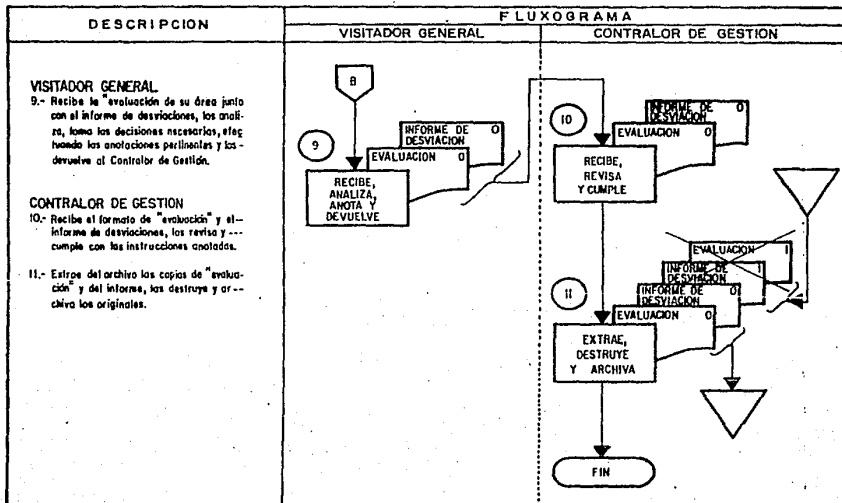 DESCRIPCION
FLUXOGRAMA
VISITADOR GENERAL
CONTRALOR DE GESTION
VISITADOR GENERAL
9.- Recibe la "evaluación de su área junto
con el informe de desviaciones, los anali
za, toma las decisiones necesarias, efec
tuando las anotaciones pertinentes y los -
devuelve al Contralor de Gestión.
CONTRALOR DE GESTION
10.- Recibe el formato de "evaluación" y el --
informe de desviaciones, los revisa y ---
cumple con las instrucciones anotadas.
11.- Extrae del archivo las copias de "evalua-
ción" y del informe, las destruye y ar --
chiva los originales.
B
9
INFORME DE 0
DESVIACION
EVALUACION 0
RECIBE,
ANALIZA,
ANOTA Y
DEVUELVE
10
INFORME DE 0
DESVIACION
EVALUACION 0
RECIBE,
REVISA
Y CUMPLE
EVALUACION 1
INFORME DE 1
DESVIACION
INFORME DE 0
DESVIACION
EVALUACION 0
11
EXTRAE,
DESTRUYE
Y ARCHIVA
FIN